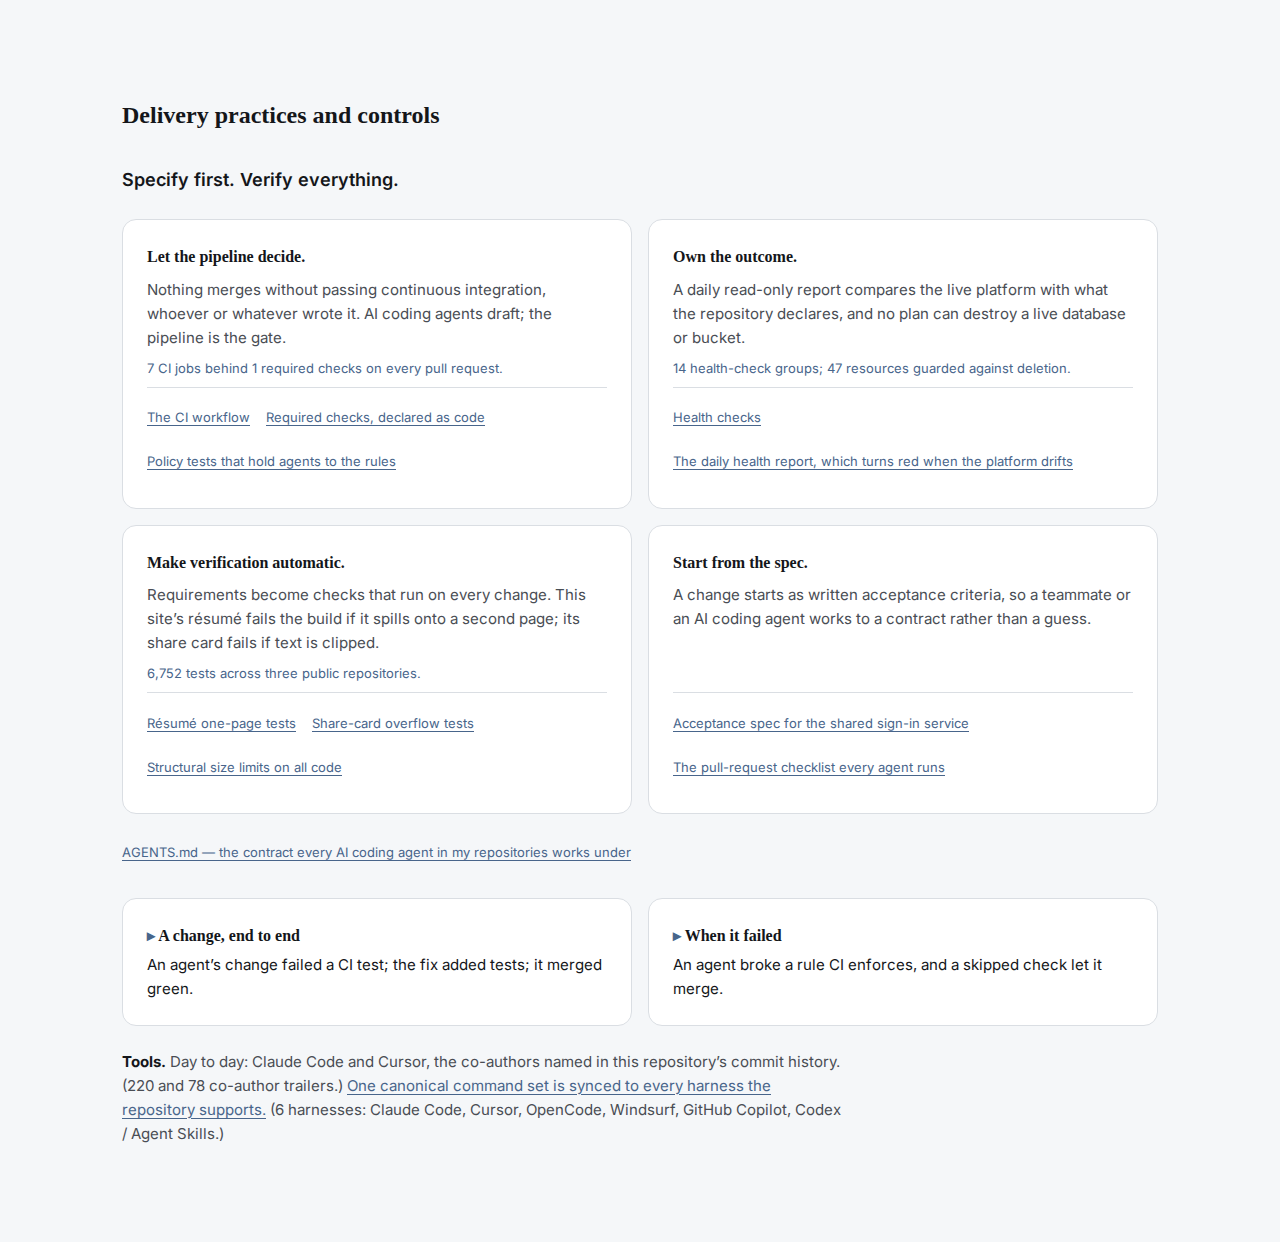 Delivery practices and controls
Specify first. Verify everything.
Let the pipeline decide.
Nothing merges without passing continuous integration,
whoever or whatever wrote it. AI coding agents draft; the
pipeline is the gate.
7 CI jobs behind 1 required checks on every pull request.
The CI workflow Required checks, declared as code
Policy tests that hold agents to the rules
Own the outcome.
A daily read-only report compares the live platform with what
the repository declares, and no plan can destroy a live database
or bucket.
14 health-check groups; 47 resources guarded against deletion.
Health checks
The daily health report, which turns red when the platform drifts
Make verification automatic.
Requirements become checks that run on every change. This
site’s résumé fails the build if it spills onto a second page; its
share card fails if text is clipped.
6,752 tests across three public repositories.
Résumé one-page tests Share-card overflow tests
Structural size limits on all code
Start from the spec.
A change starts as written acceptance criteria, so a teammate or
an AI coding agent works to a contract rather than a guess.
Acceptance spec for the shared sign-in service
The pull-request checklist every agent runs
AGENTS.md — the contract every AI coding agent in my repositories works under
▸ A change, end to end
An agent’s change failed a CI test; the fix added tests; it merged
green.
▸ When it failed
An agent broke a rule CI enforces, and a skipped check let it
merge.
Tools. Day to day: Claude Code and Cursor, the co-authors named in this repository’s commit history.
(220 and 78 co-author trailers.) One canonical command set is synced to every harness the
repository supports. (6 harnesses: Claude Code, Cursor, OpenCode, Windsurf, GitHub Copilot, Codex
/ Agent Skills.)